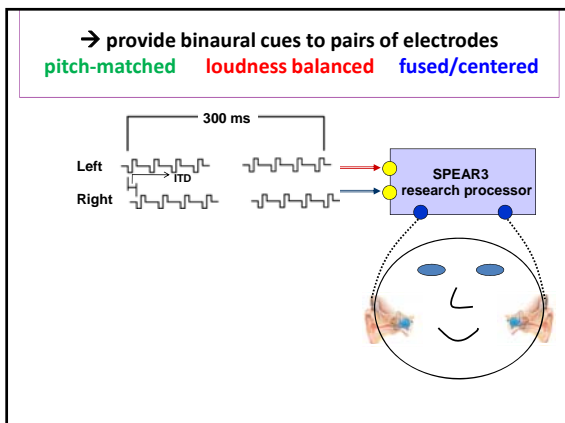 → provide binaural cues to pairs of electrodes
pitch-matched loudness balanced fused/centered
300 ms
Left
ITD
Right
SPEAR3
research processor